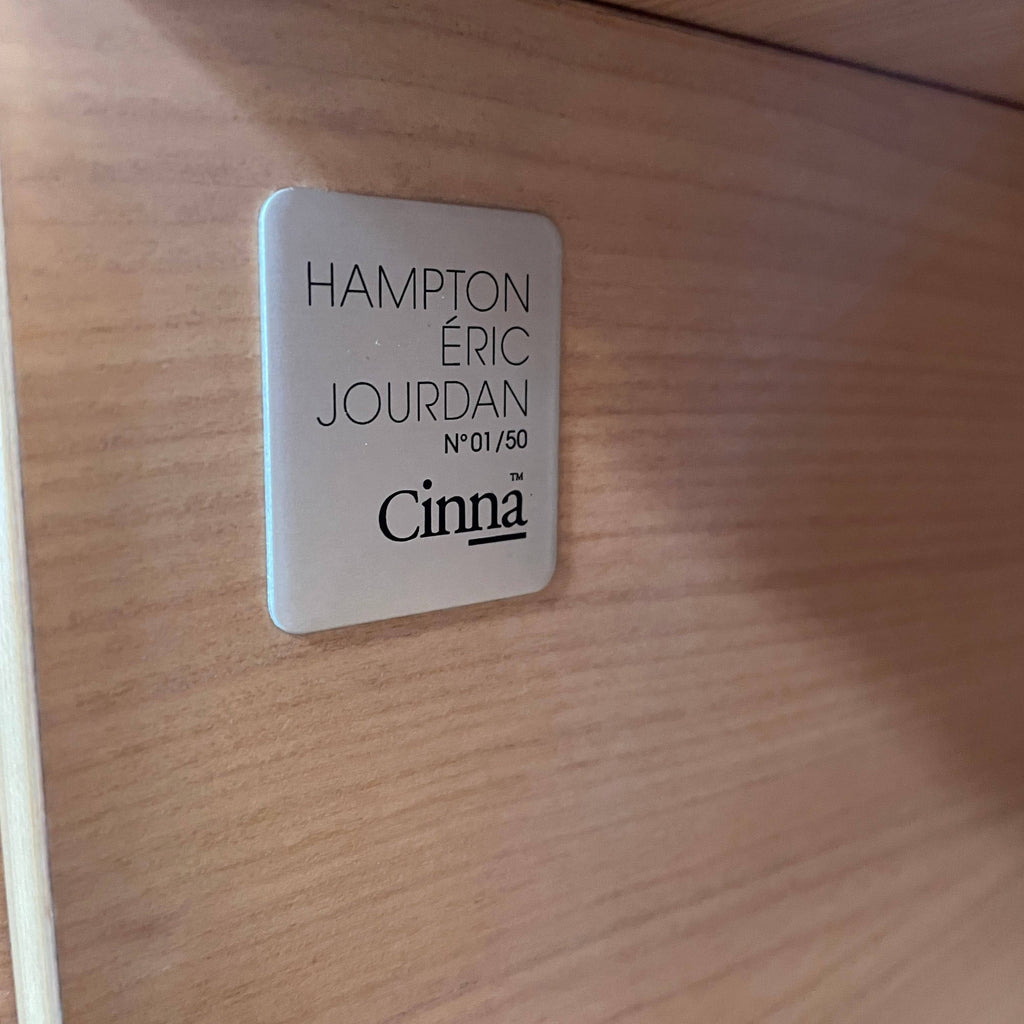 HAMPTON
ÉRIC
JOURDAN
N° 01/50
Cinna™